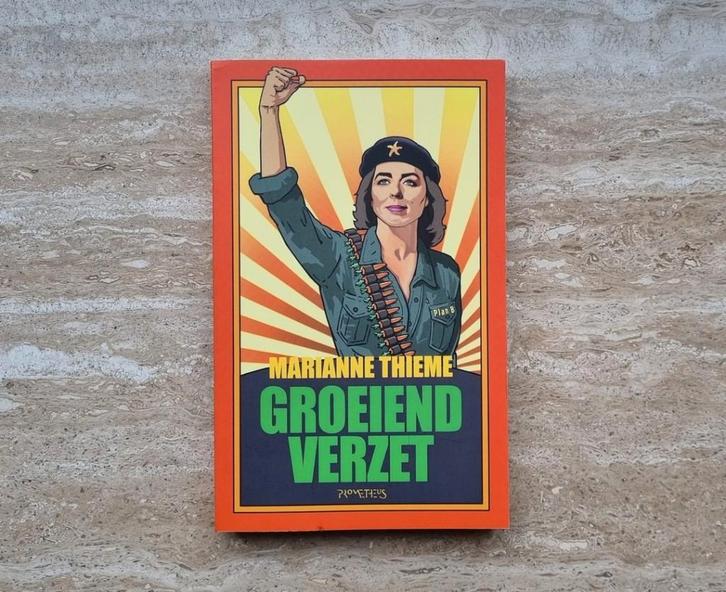 Plan B
MARIANNE THIEME
GROEIEND
VERZET
PROMETHEUS